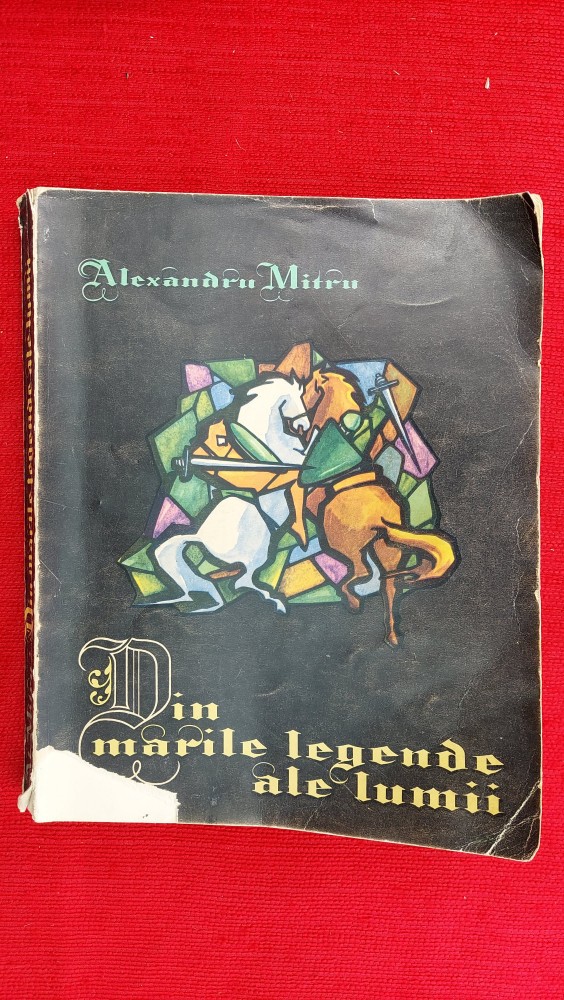 Alexandru Mitru
Din
marile legende
ale lumii